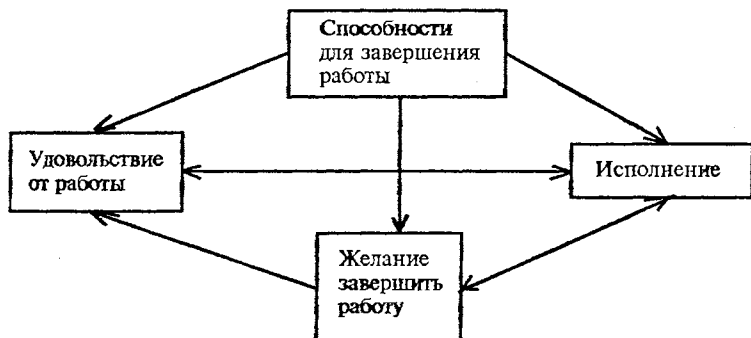 Способности
для завершения
работы
Удовольствие
от работы
Исполнение
Желание
завершить
работу